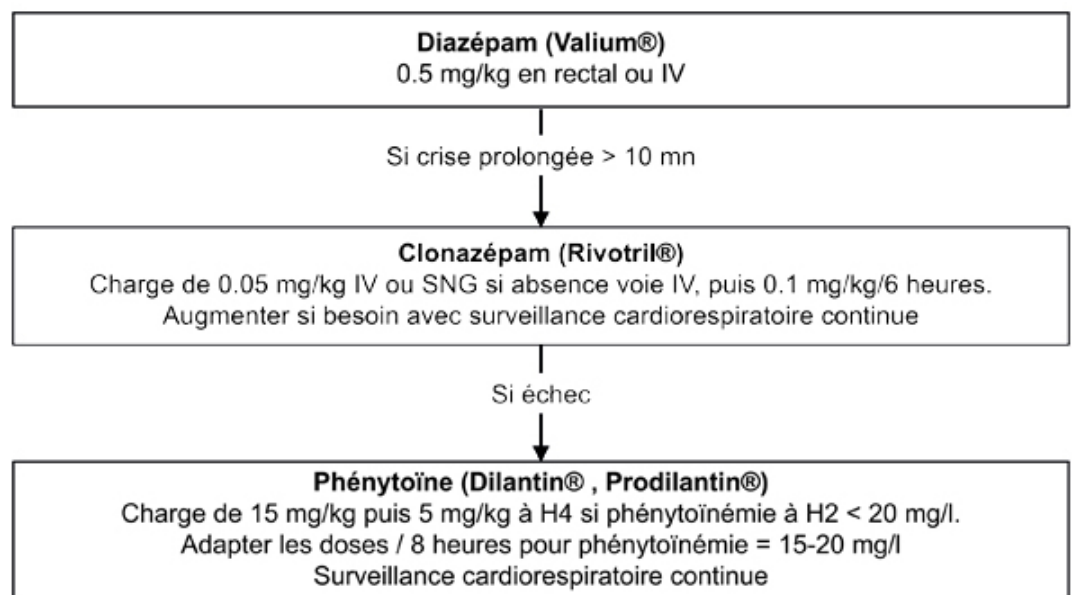 Diazépam (Valium®)
0.5 mg/kg en rectal ou IV
Si crise prolongée > 10 mn
Clonazépam (Rivotril®)
Charge de 0.05 mg/kg IV ou SNG si absence voie IV, puis 0.1 mg/kg/6 heures.
Augmenter si besoin avec surveillance cardiorespiratoire continue
Si échec
Phénytoïne (Dilantin® , Prodilantin®)
Charge de 15 mg/kg puis 5 mg/kg à H4 si phénytoïnémie à H2 < 20 mg/l.
Adapter les doses / 8 heures pour phénytoïnémie = 15-20 mg/l
Surveillance cardiorespiratoire continue